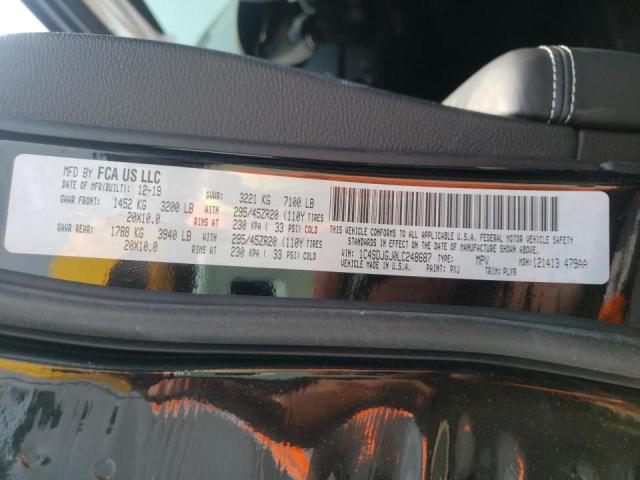 MFD BY FCA US LLC
DATE OF MFR(BUILT): 12-19 GVWR: 3221 KG 7100 LB
GAWR FRONT: 1452 KG 3200 LB WITH 295/45ZR20 (110Y TIRES
20X10.0 RIMS AT 230 KPA ( 33 PSI) COLD
GAWR REAR: 1788 KG 3940 LB WITH 295/45ZR20 (110Y TIRES
20X10.0 RIMS AT 230 KPA ( 33 PSI) COLD
THIS VEHICLE CONFORMS TO ALL APPLICABLE U.S.A. FEDERAL MOTOR VEHICLE SAFETY
STANDARDS IN EFFECT ON THE DATE OF MANUFACTURE SHOWN ABOVE.
VIN: 1C4SDJGJ0LC248687 TYPE: MPV MDH:121413 479AA
MADE IN U.S.A. PAINT: PXJ TRIM: PLX9